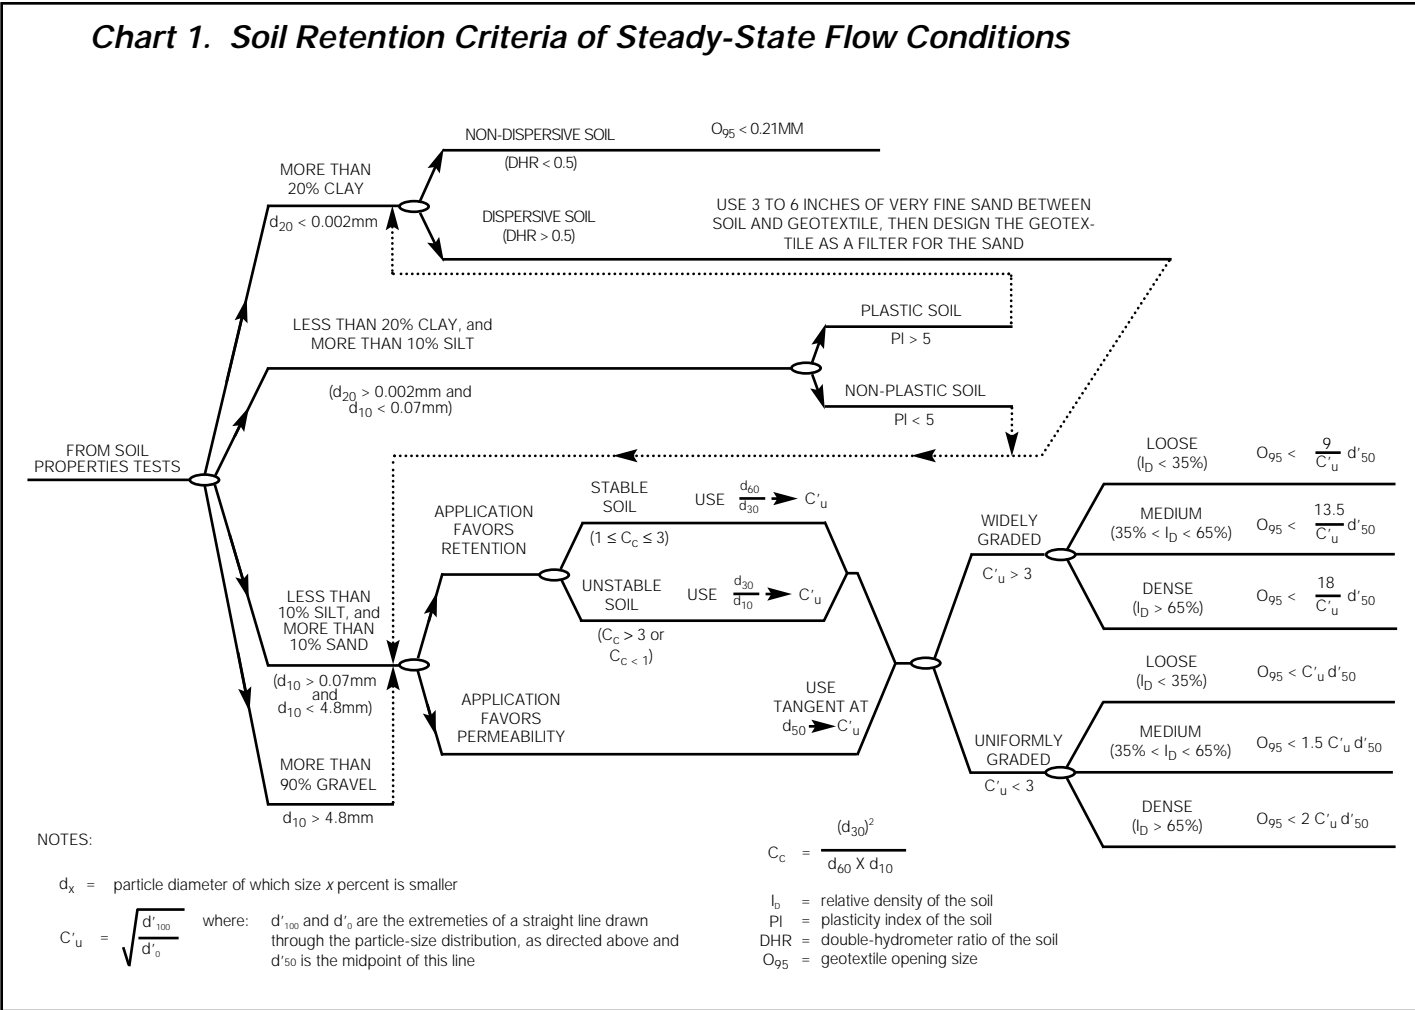 Chart 1. Soil Retention Criteria of Steady-State Flow Conditions
NON-DISPERSIVE SOIL
O95 < 0.21MM
(DHR < 0.5)
MORE THAN
20% CLAY
d20 < 0.002mm
DISPERSIVE SOIL
(DHR > 0.5)
USE 3 TO 6 INCHES OF VERY FINE SAND BETWEEN
SOIL AND GEOTEXTILE, THEN DESIGN THE GEOTEX-
TILE AS A FILTER FOR THE SAND
LESS THAN 20% CLAY, and
MORE THAN 10% SILT
(d20 > 0.002mm and
d10 < 0.07mm)
PLASTIC SOIL
PI > 5
NON-PLASTIC SOIL
PI < 5
FROM SOIL
PROPERTIES TESTS
LESS THAN
10% SILT, and
MORE THAN
10% SAND
(d10 > 0.07mm
and
d10 < 4.8mm)
MORE THAN
90% GRAVEL
d10 > 4.8mm
APPLICATION
FAVORS
RETENTION
STABLE
SOIL
USE d60/d30 C'u
(1 ≤ Cc ≤ 3)
UNSTABLE
SOIL
USE d30/d10 C'u
(Cc > 3 or
Cc < 1)
APPLICATION
FAVORS
PERMEABILITY
USE
TANGENT AT
d50 C'u
WIDELY
GRADED
C'u > 3
LOOSE
(ID < 35%)
O95 < 9/C'u d'50
MEDIUM
(35% < ID < 65%)
O95 < 13.5/C'u d'50
DENSE
(ID > 65%)
O95 < 18/C'u d'50
UNIFORMLY
GRADED
C'u < 3
LOOSE
(ID < 35%)
O95 < C'u d'50
MEDIUM
(35% < ID < 65%)
O95 < 1.5 C'u d'50
DENSE
(ID > 65%)
O95 < 2 C'u d'50
NOTES:
dx = particle diameter of which size x percent is smaller
C'u = √d'100/d'0 where: d'100 and d'0 are the extremeties of a straight line drawn
through the particle-size distribution, as directed above and
d'50 is the midpoint of this line
Cc = (d30)²/d60 X d10
ID = relative density of the soil
PI = plasticity index of the soil
DHR = double-hydrometer ratio of the soil
O95 = geotextile opening size